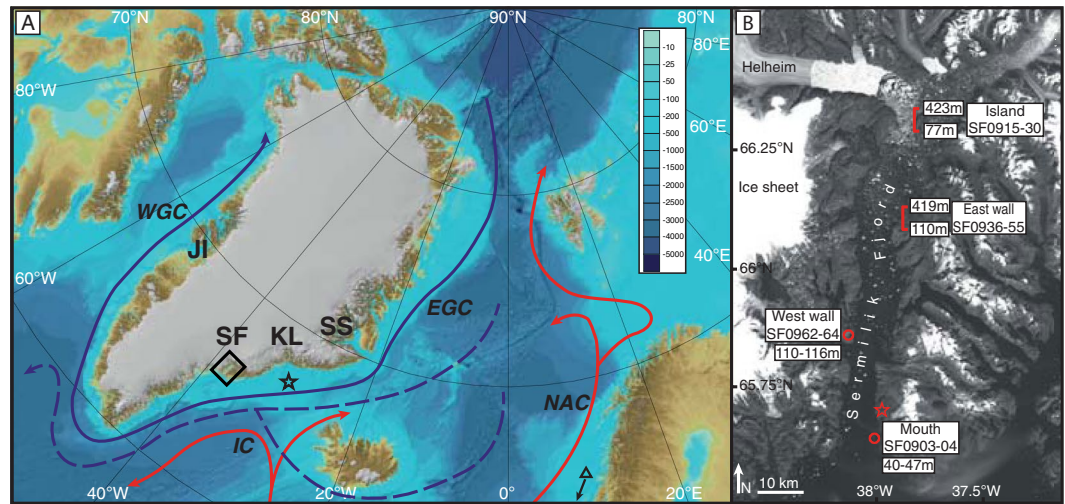 A
70°N
80°N
70°N
80°N
80°E
80°W
-10
-25
-50
-100
-200
-500
-1000
-1500
-2000
-3000
-4000
-5000
60°E
40°E
60°W
WGC
JI
SF
KL
SS
EGC
IC
NAC
40°W
20°W
0°
20°E
B
Helheim
423m
77m
Island
SF0915-30
66.25°N
Ice sheet
419m
110m
East wall
SF0936-55
66°N
Sermilik Fjord
West wall
SF0962-64
110-116m
65.75°N
Mouth
SF0903-04
40-47m
N
10 km
38°W
37.5°W